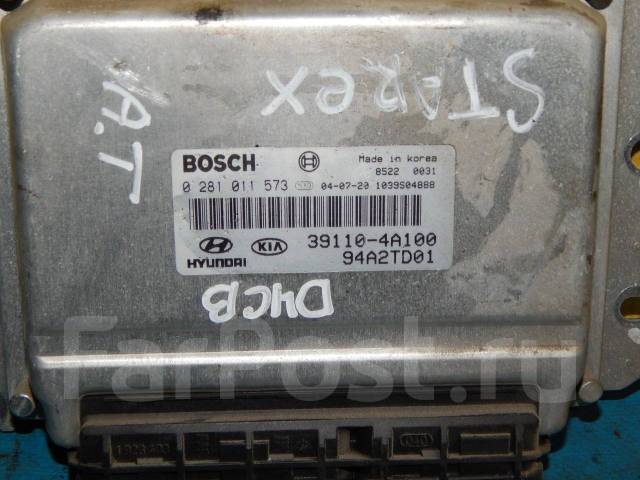 STAREX
A.T
BOSCH
Made in Korea
8522 0031
0 281 011 573 04-07-20 1039S04888
HYUNDAI KIA 39110-4A100
94A2TD01
D4CB
FarPost.ru